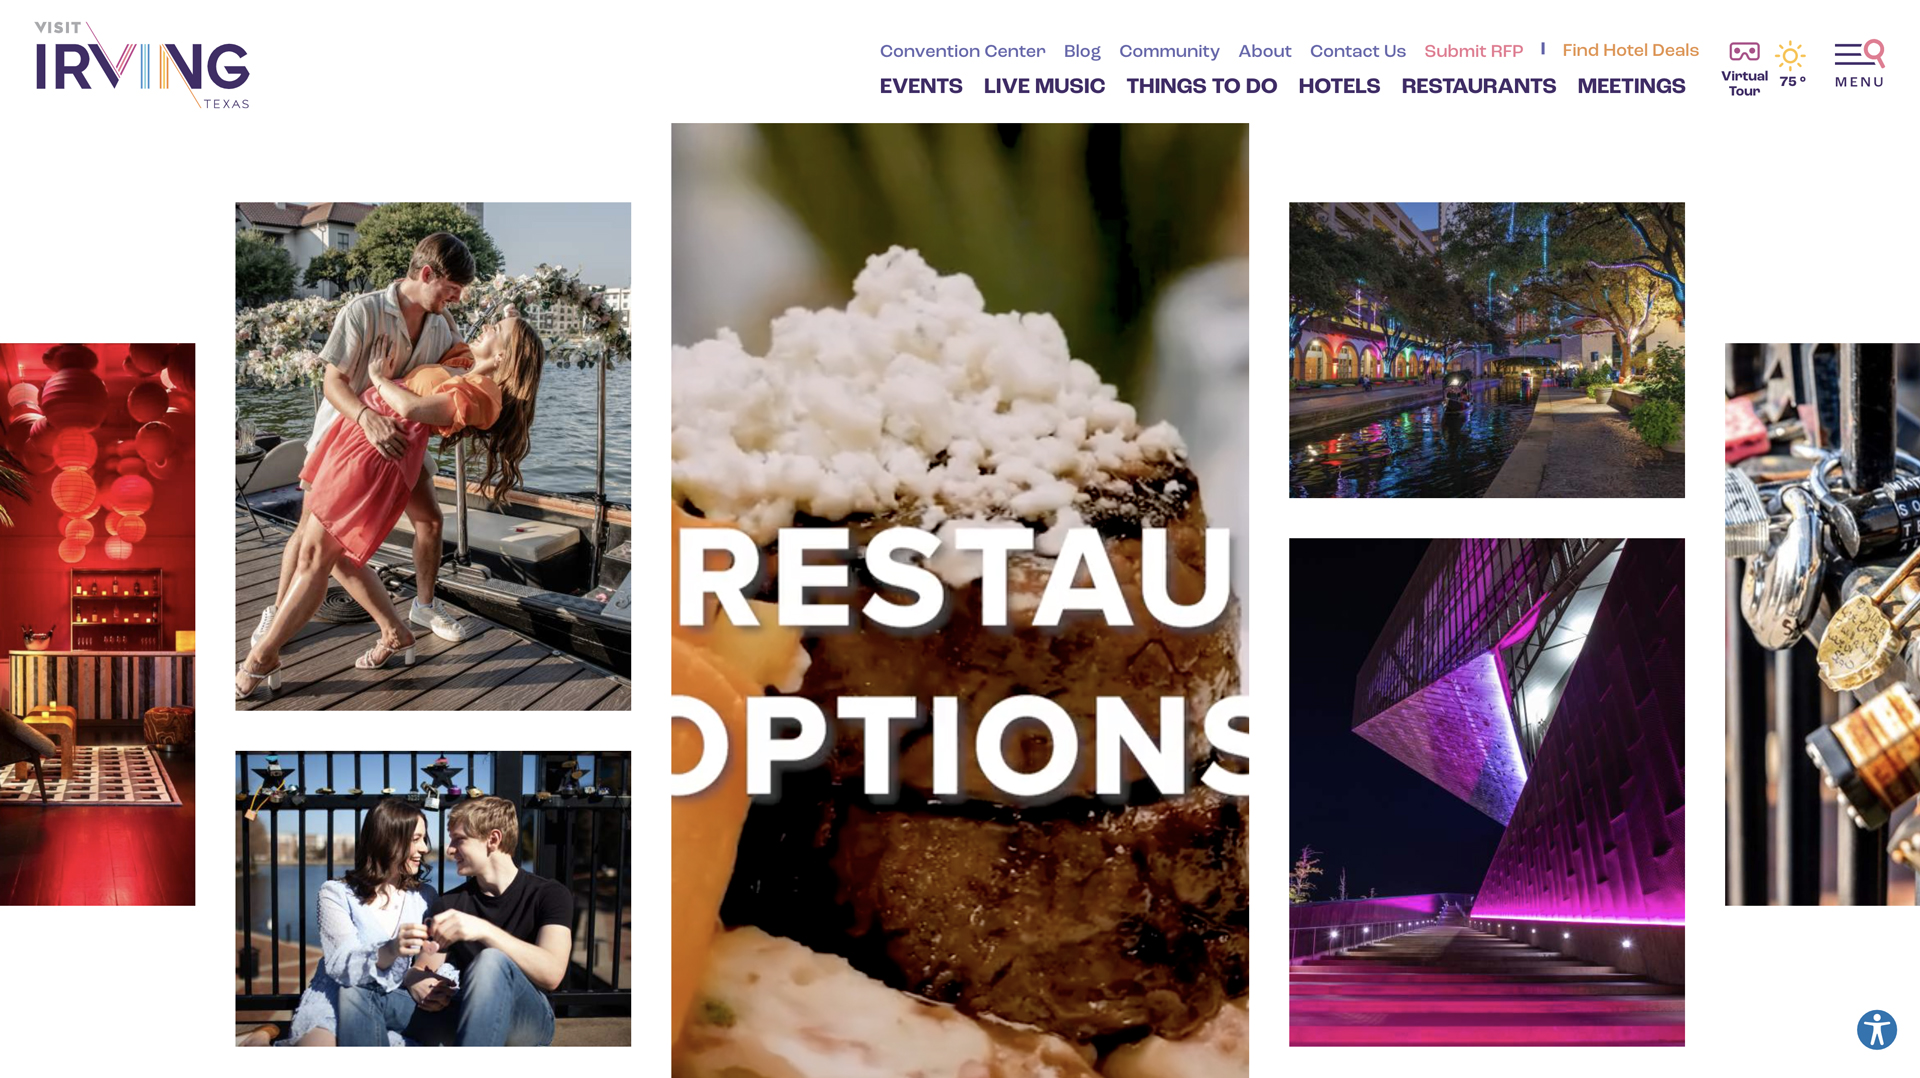 VISIT
IRVING
TEXAS
Convention Center Blog Community About Contact Us Submit RFP | Find Hotel Deals
EVENTS LIVE MUSIC THINGS TO DO HOTELS RESTAURANTS MEETINGS
Virtual
Tour
75 °
MENU
RESTAU
OPTIONS